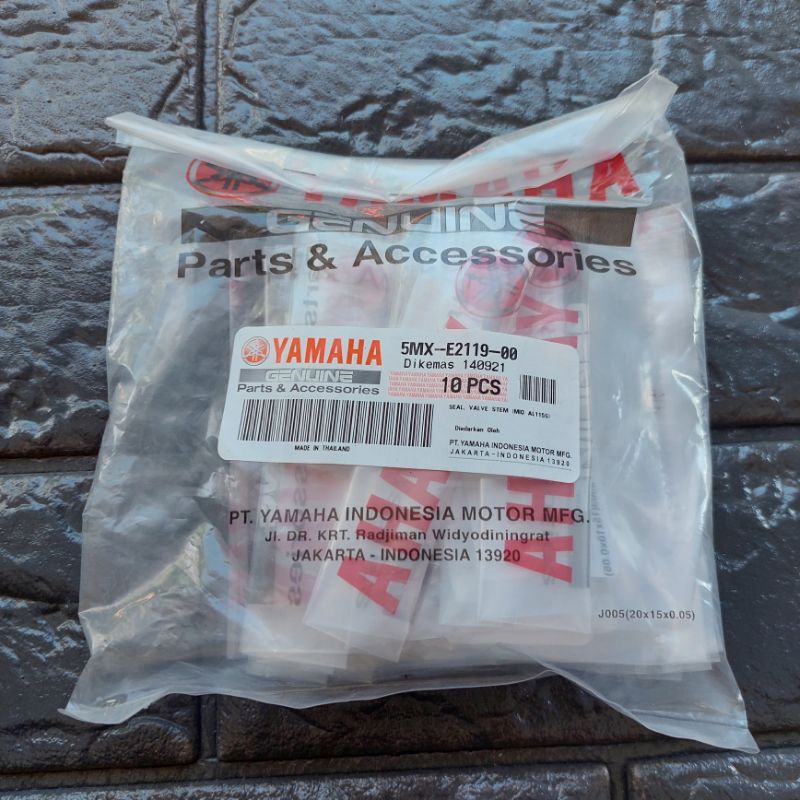 YAMAHA
GENUINE
Parts & Accessories
YAMAHA
GENUINE
Parts & Accessories
5MX-E2119-00
Dikemas 140921
10 PCS
SEAL, VALVE STEM
Diedarkan Oleh
PT. YAMAHA INDONESIA MOTOR MFG.
JAKARTA-INDONESIA 13920
MADE IN THAILAND
PT. YAMAHA INDONESIA MOTOR MFG.
Jl. DR. KRT. Radjiman Widyodiningrat
JAKARTA - INDONESIA 13920
J005(20x15x0.05)
AHA
AH